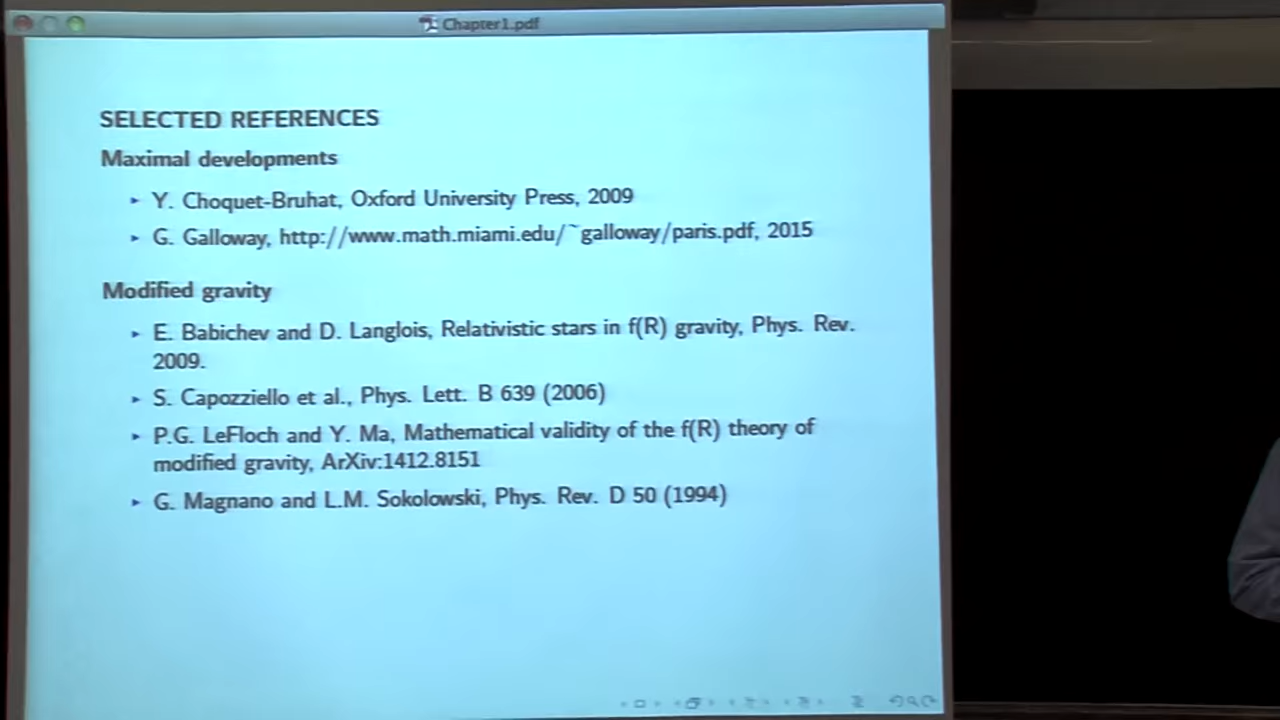 Chapter1.pdf
SELECTED REFERENCES
Maximal developments
▸ Y. Choquet-Bruhat, Oxford University Press, 2009
▸ G. Galloway, http://www.math.miami.edu/~galloway/paris.pdf, 2015
Modified gravity
▸ E. Babichev and D. Langlois, Relativistic stars in f(R) gravity, Phys. Rev.
2009.
▸ S. Capozziello et al., Phys. Lett. B 639 (2006)
▸ P.G. LeFloch and Y. Ma, Mathematical validity of the f(R) theory of
modified gravity, ArXiv:1412.8151
▸ G. Magnano and L.M. Sokolowski, Phys. Rev. D 50 (1994)